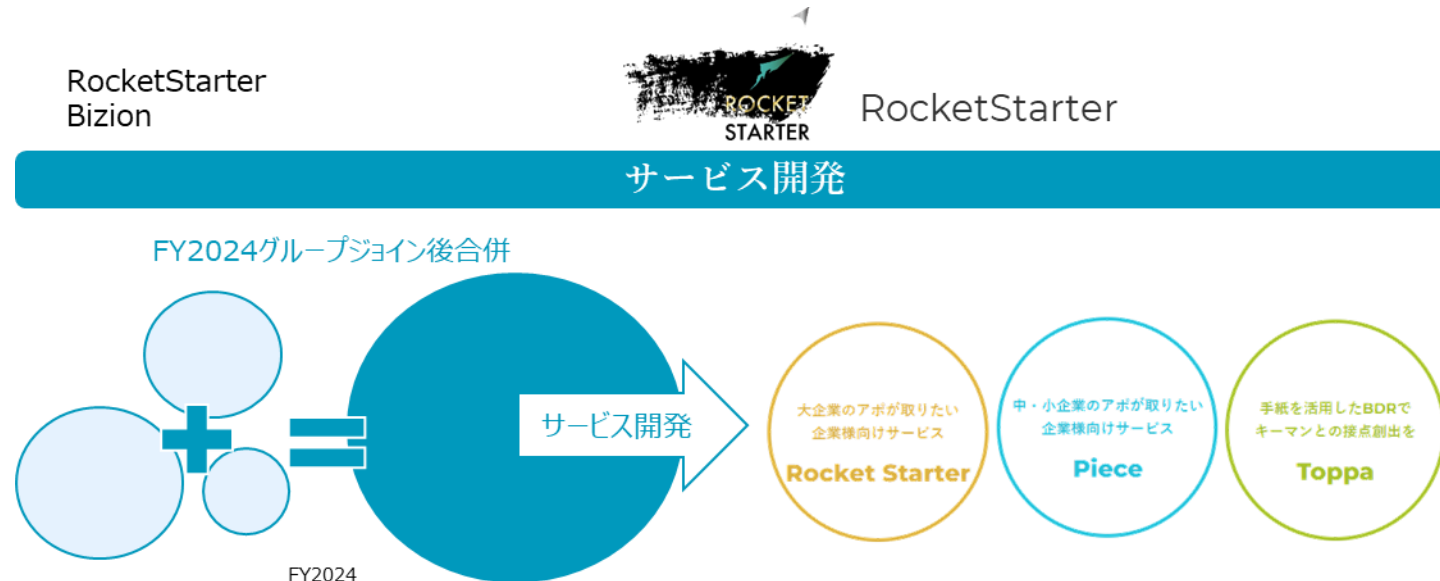 RocketStarter
Bizion
ROCKET
STARTER
RocketStarter
サービス開発
FY2024グループジョイン後合併
サービス開発
FY2024
大企業のアポが取りたい
企業様向けサービス
Rocket Starter
中・小企業のアポが取りたい
企業様向けサービス
Piece
手紙を活用したBDRで
キーマンとの接点創出を
Toppa